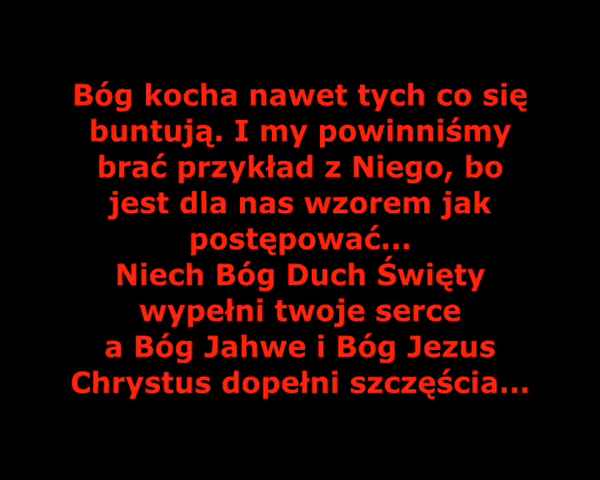 Bóg kocha nawet tych co się
buntują. I my powinniśmy
brać przykład z Niego, bo
jest dla nas wzorem jak
postępować...
Niech Bóg Duch Święty
wypełni twoje serce
a Bóg Jahwe i Bóg Jezus
Chrystus dopełni szczęścia...